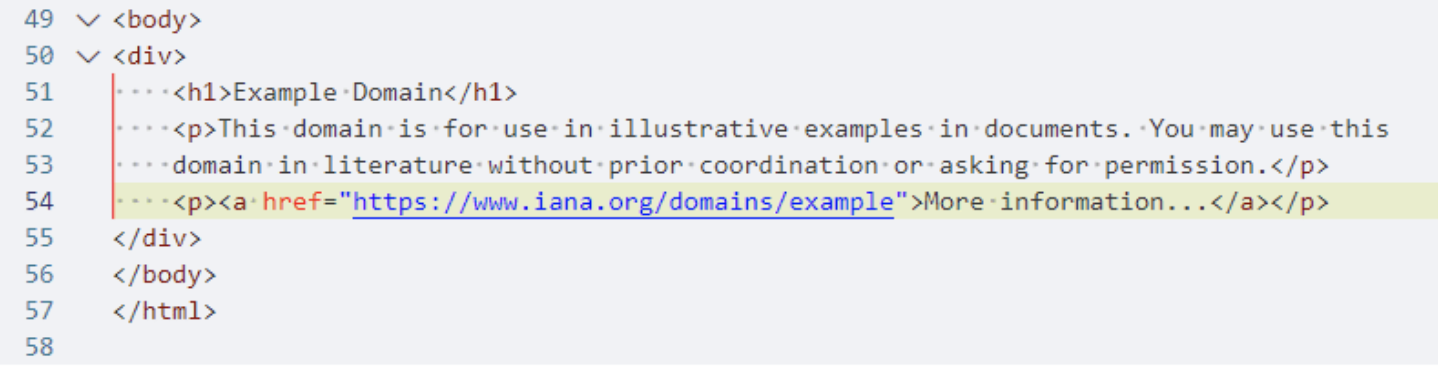 49 <body>
50 <div>
51     <h1>Example Domain</h1>
52     <p>This domain is for use in illustrative examples in documents. You may use this
53     domain in literature without prior coordination or asking for permission.</p>
54     <p><a href="https://www.iana.org/domains/example">More information...</a></p>
55 </div>
56 </body>
57 </html>
58